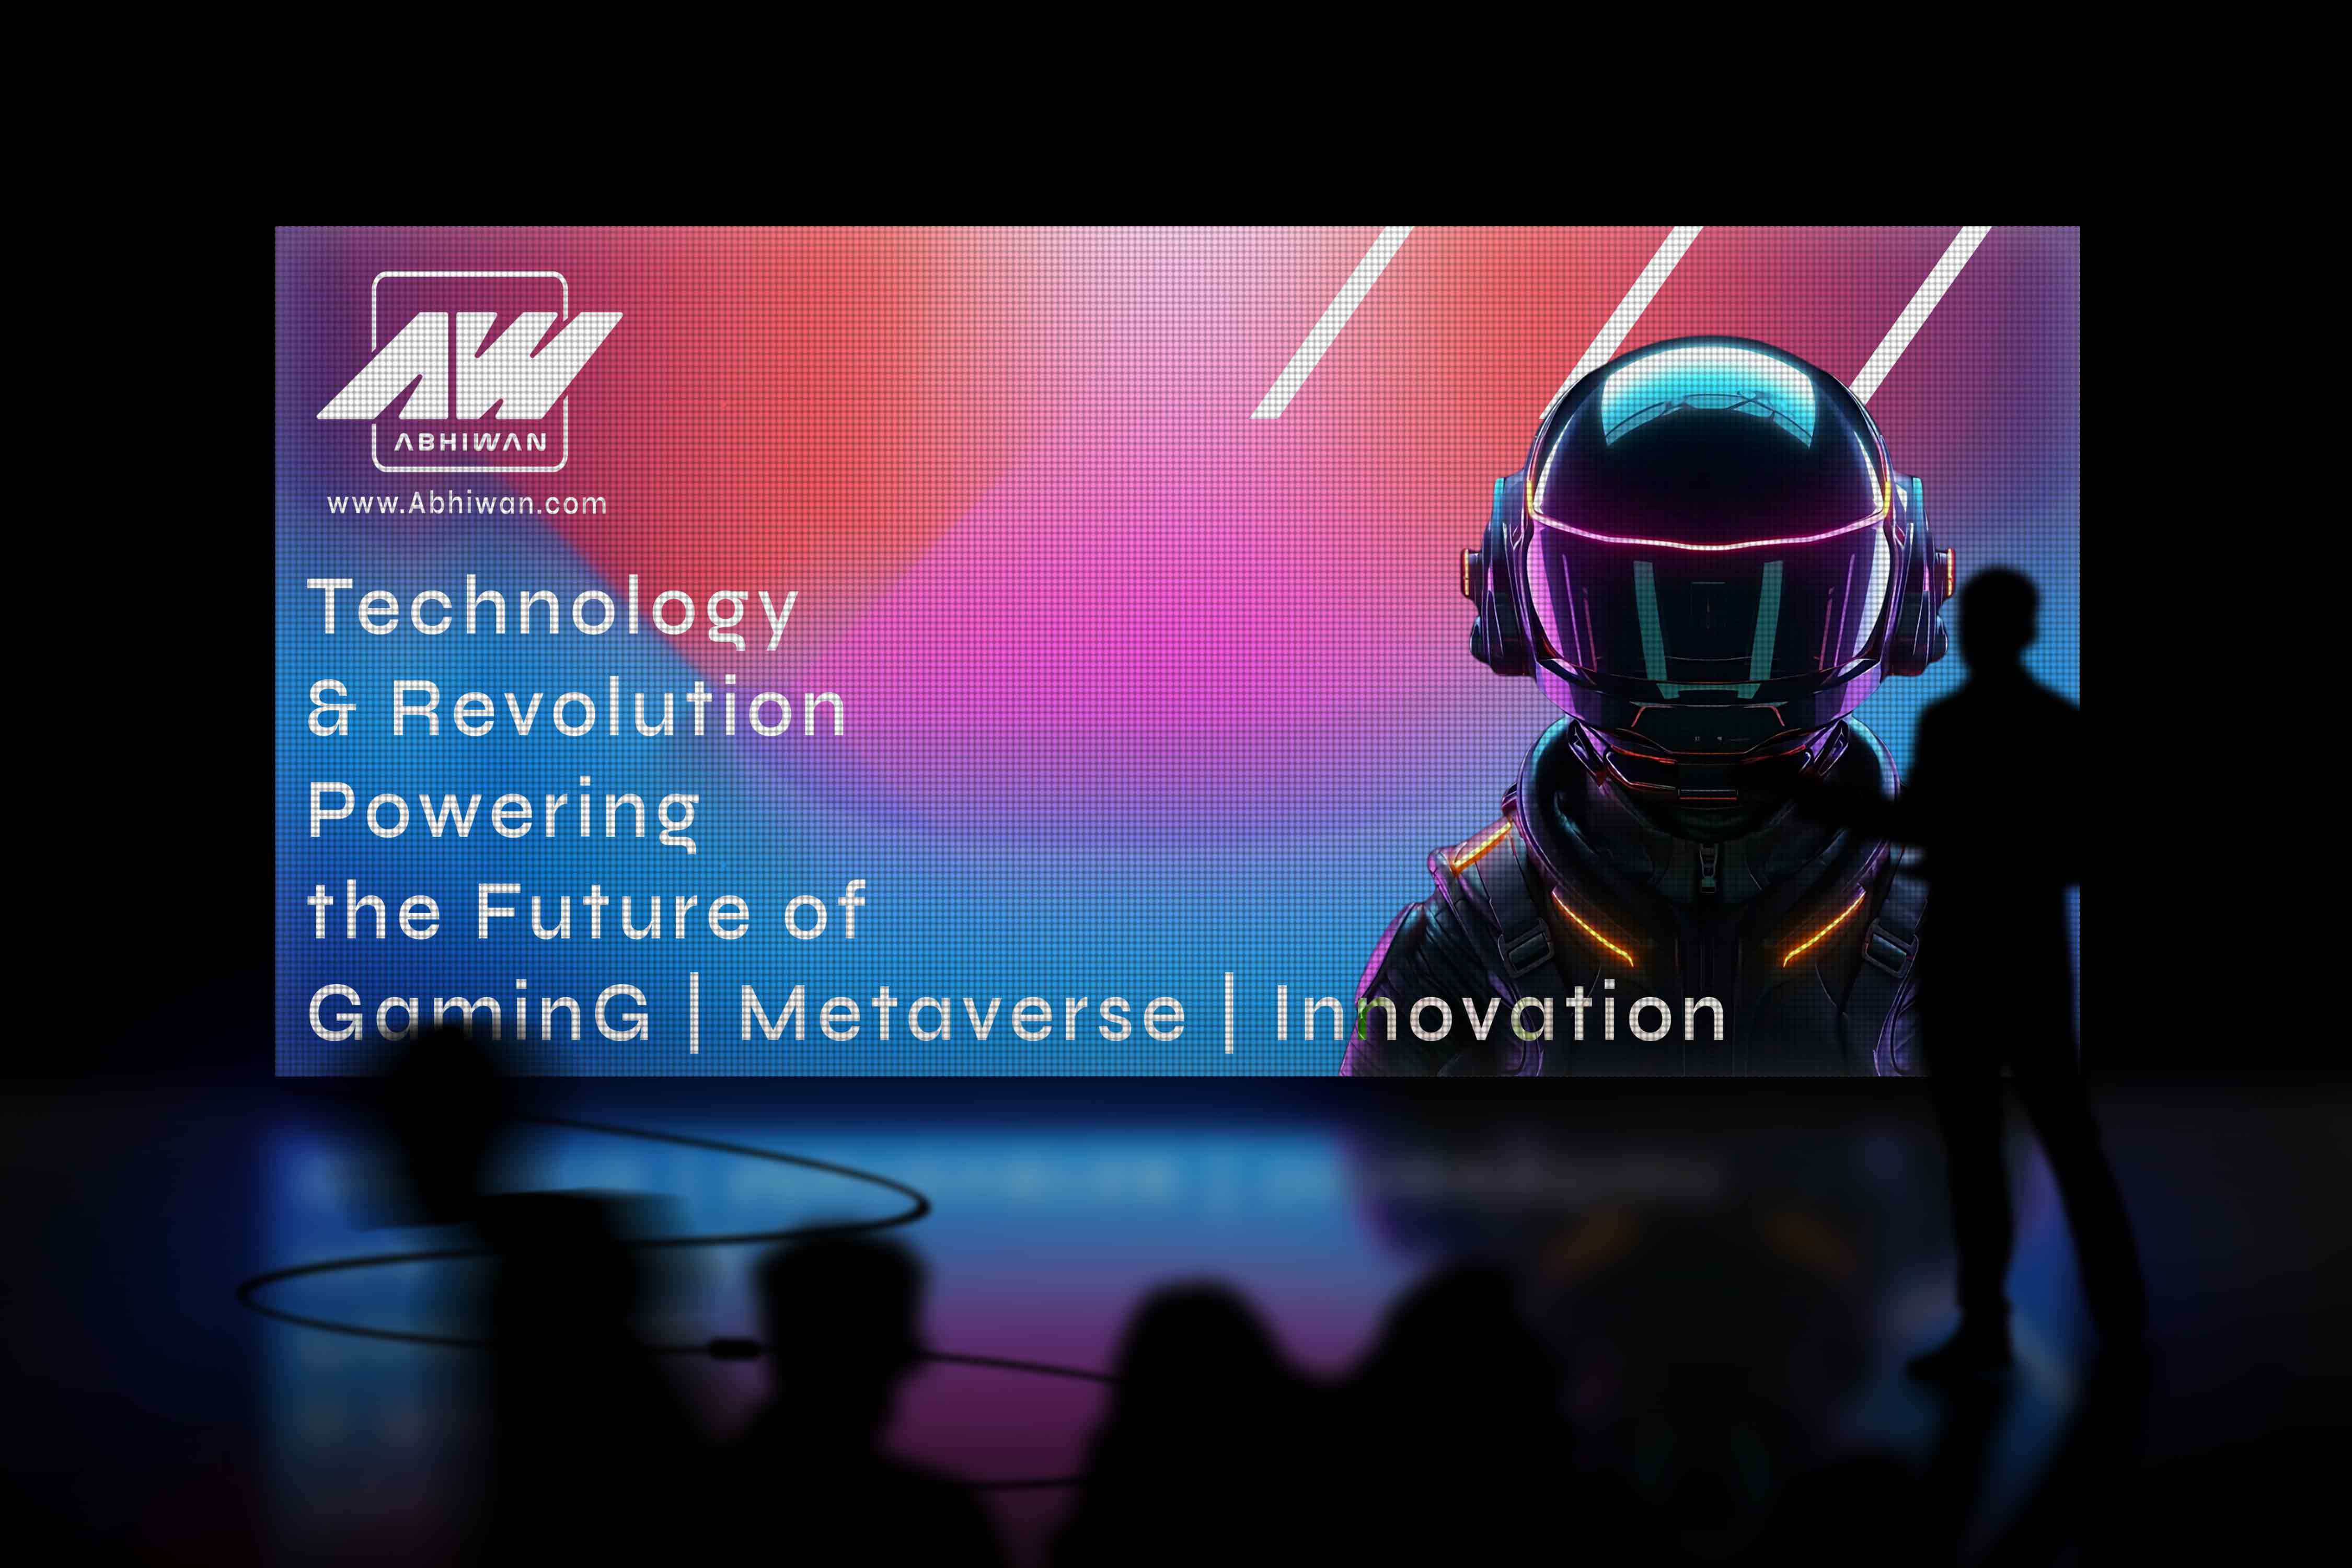 AW
ABHIWAN
www.Abhiwan.com
Technology
& Revolution
Powering
the Future of
GaminG | Metaverse | Innovation